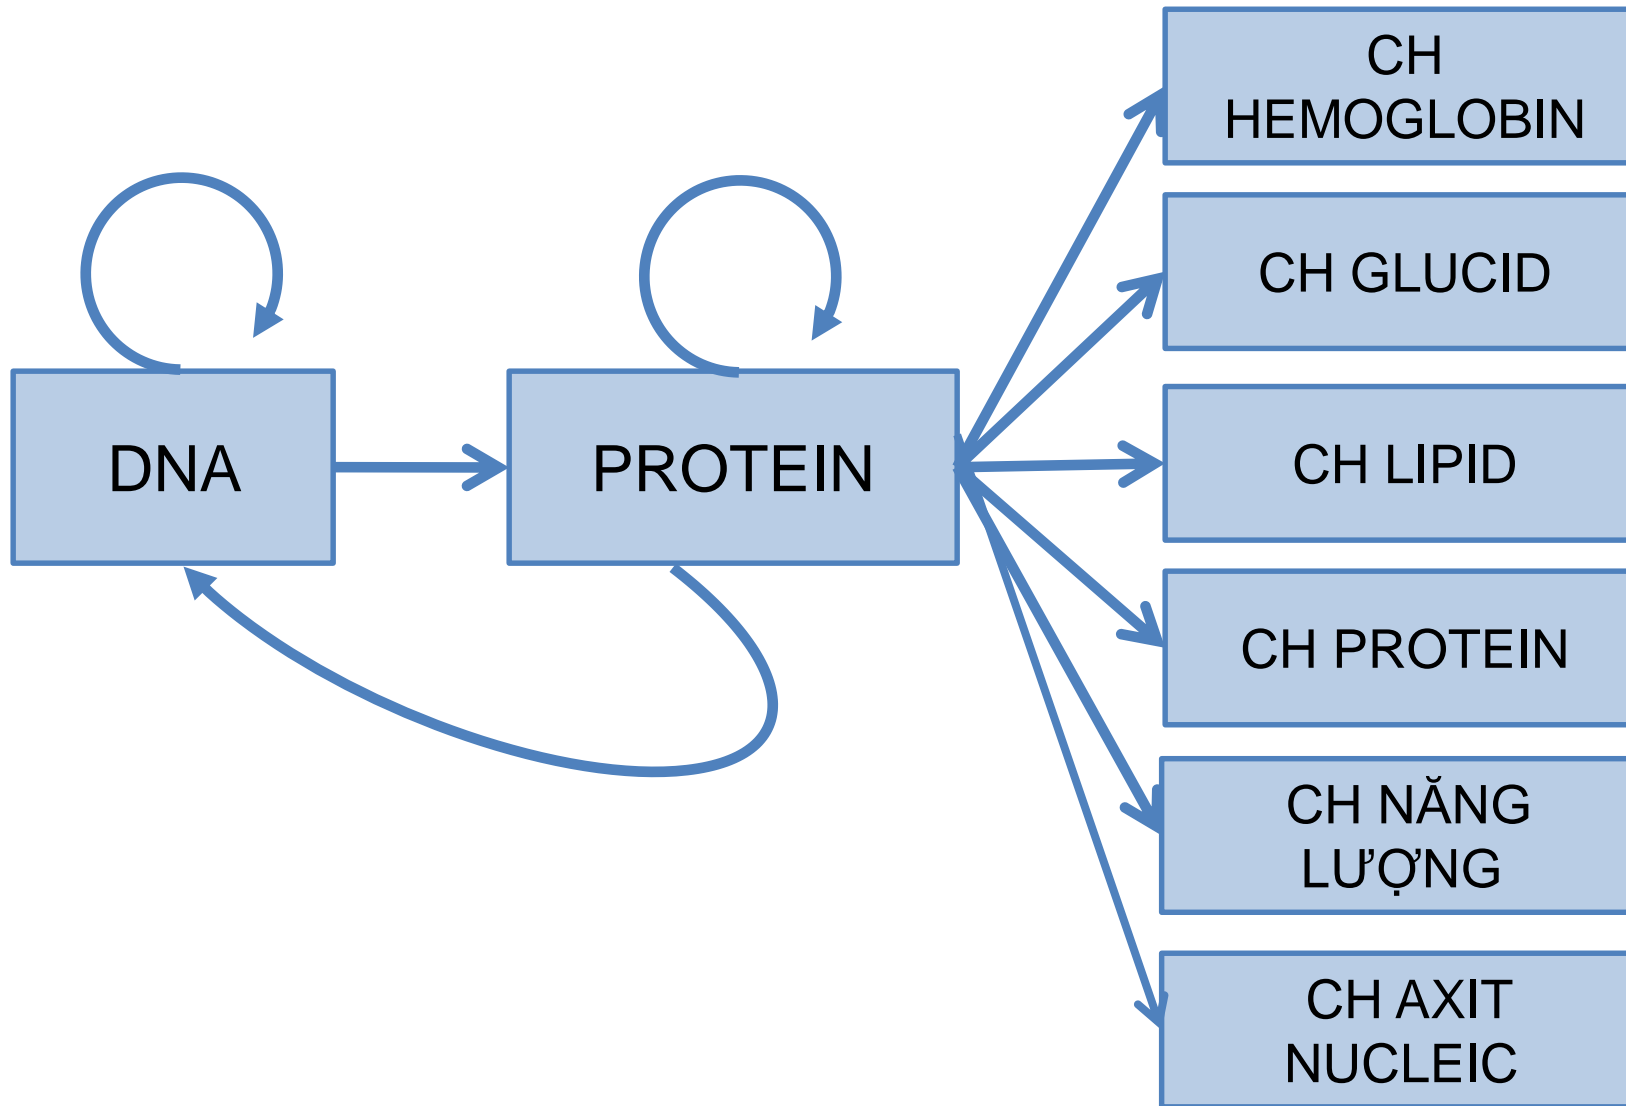 CH
HEMOGLOBIN
CH GLUCID
DNA
PROTEIN
CH LIPID
CH PROTEIN
CH NĂNG
LƯỢNG
CH AXIT
NUCLEIC